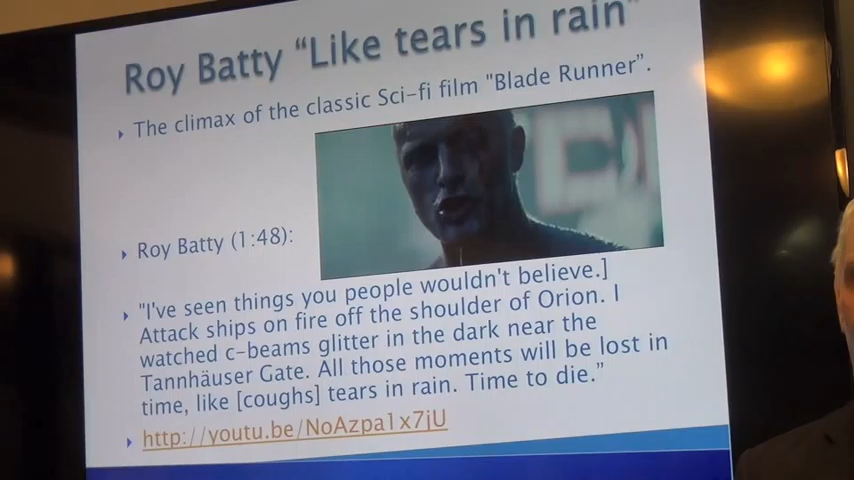 Roy Batty “Like tears in rain”
The climax of the classic Sci-fi film "Blade Runner".
Roy Batty (1:48):
"I've seen things you people wouldn't believe.]
Attack ships on fire off the shoulder of Orion. I
watched c-beams glitter in the dark near the
Tannhäuser Gate. All those moments will be lost in
time, like [coughs] tears in rain. Time to die.”
http://youtu.be/NoAzpa1x7jU